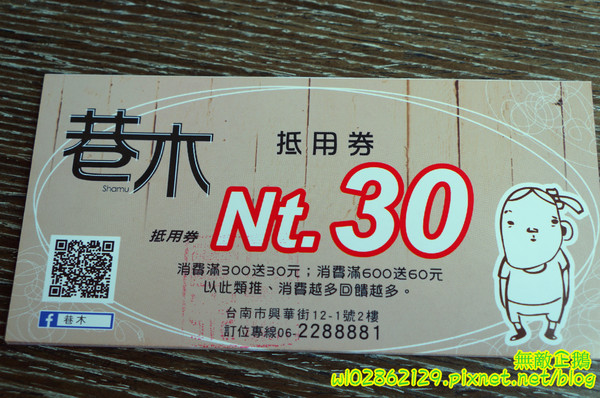 巷木
Shamu
抵用券
抵用券
Nt.30
消費滿300送30元；消費滿600送60元
以此類推、消費越多回饋越多。
巷木
台南市興華街12-1號2樓
訂位專線06-2288881
無敵企鵝
w102862129.pixnet.net/blog